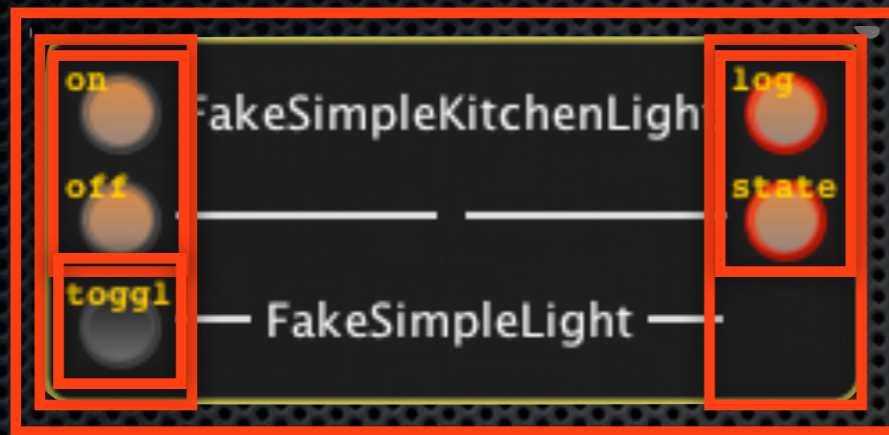 on
FakeSimpleKitchenLight
log
off
state
toggl
FakeSimpleLight